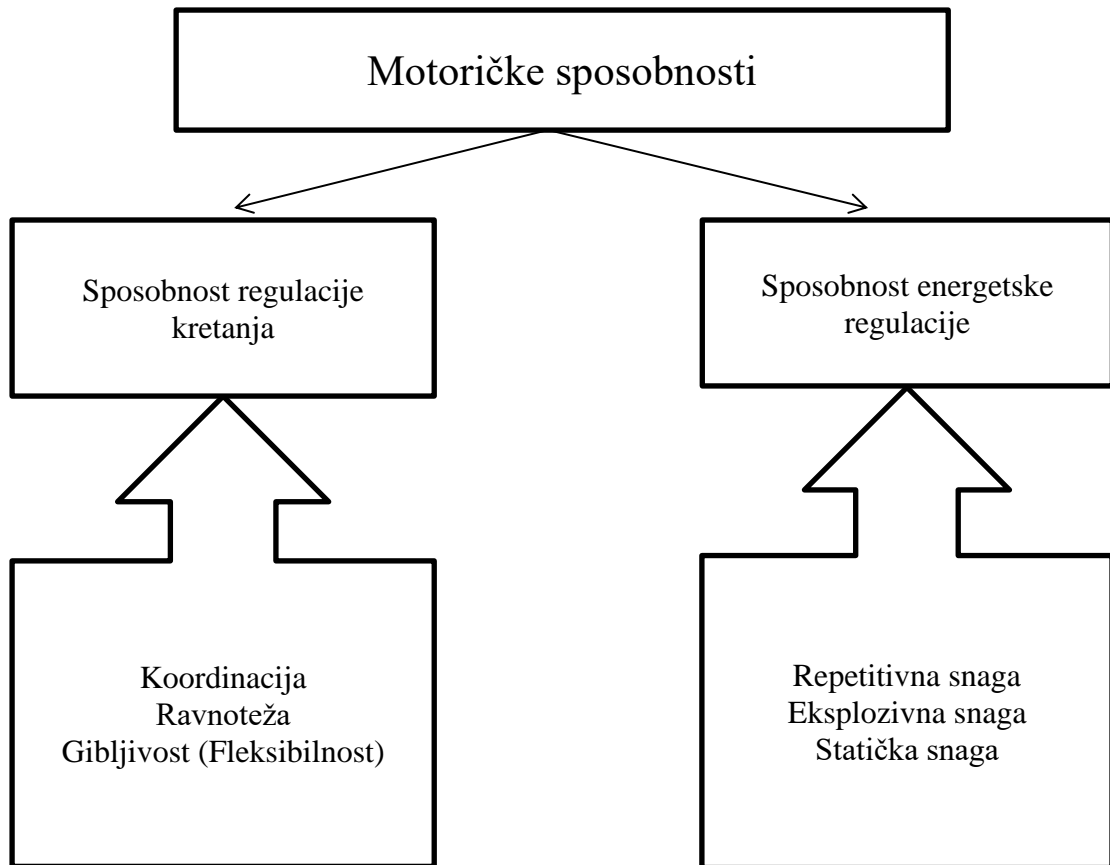 Motoričke sposobnosti
Sposobnost regulacije
kretanja
Sposobnost energetske
regulacije
Koordinacija
Ravnoteža
Gibljivost (Fleksibilnost)
Repetitivna snaga
Eksplozivna snaga
Statička snaga